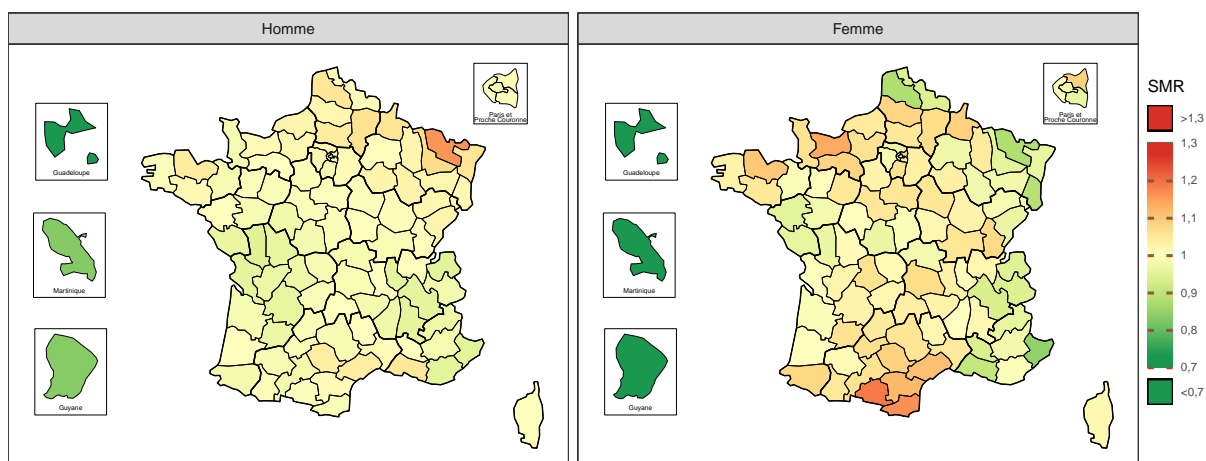 Homme
Femme
Paris et
Proche Couronne
Guadeloupe
Martinique
Guyane
Paris et
Proche Couronne
Guadeloupe
Martinique
Guyane
SMR
>1,3
1,3
1,2
1,1
1
0,9
0,8
0,7
<0,7